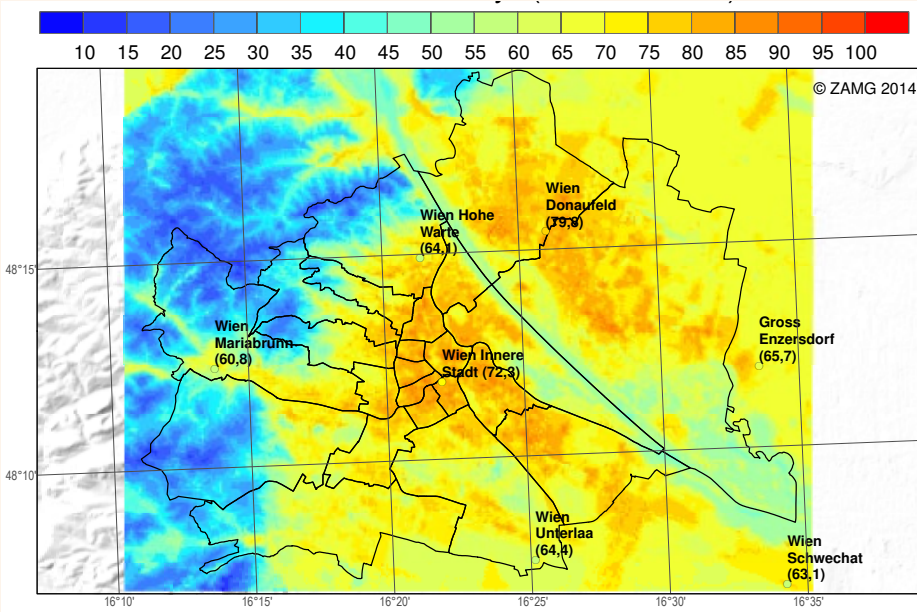 10 15 20 25 30 35 40 45 50 55 60 65 70 75 80 85 90 95 100
© ZAMG 2014
Wien
Donaufeld
(79,8)
Wien Hohe
Warte
(64,1)
48°15'
Wien
Mariabrunn
(60,8)
Wien Innere
Stadt (72,3)
Gross
Enzersdorf
(65,7)
48°10'
Wien
Unterlaa
(64,4)
Wien
Schwechat
(63,1)
16°10' 16°15' 16°20' 16°25' 16°30' 16°35'